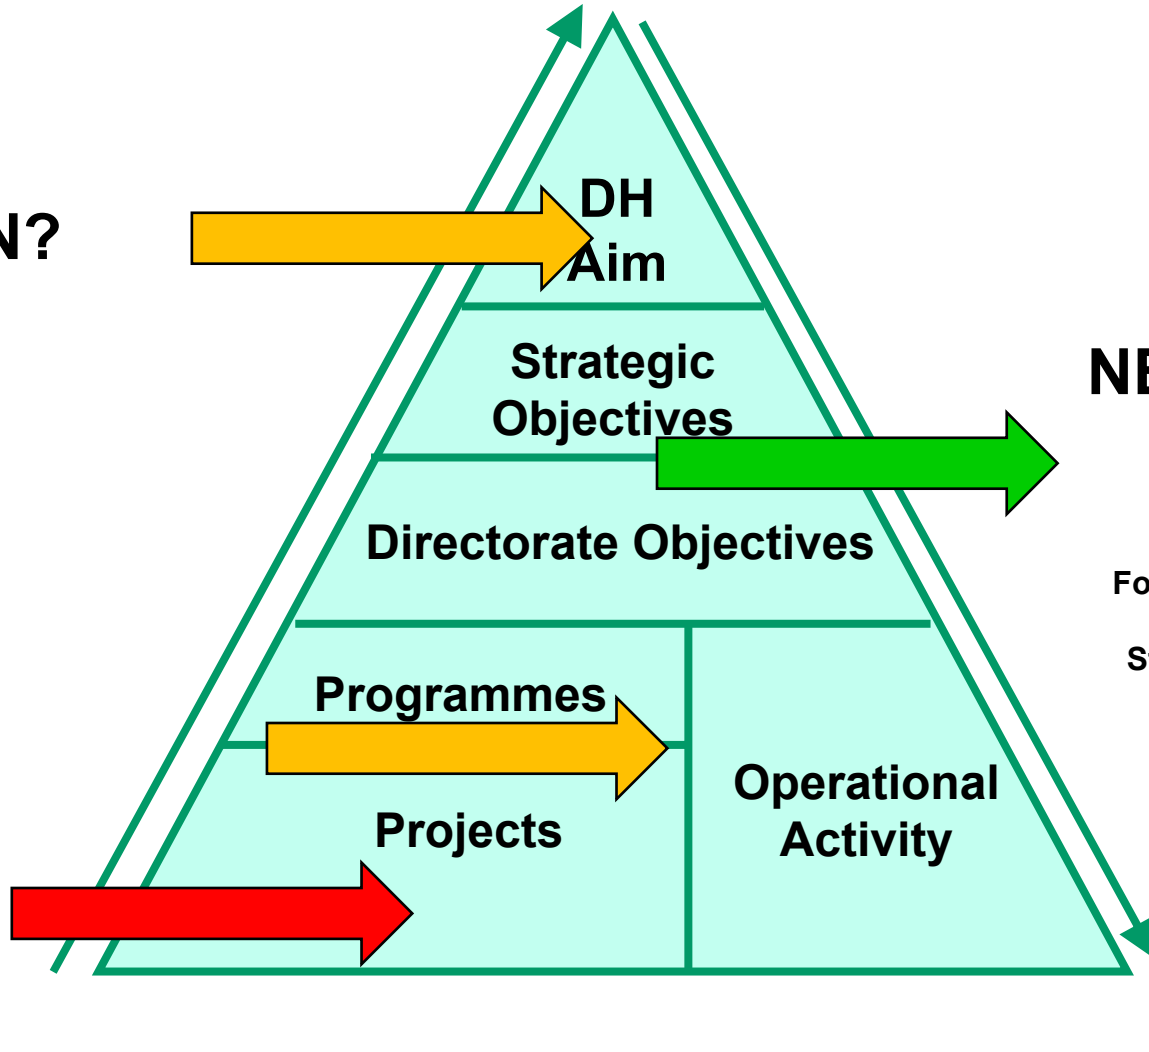 DH
N?
Aim
Strategic
Objectives
Directorate Objectives
Programmes
Projects
Operational
Activity